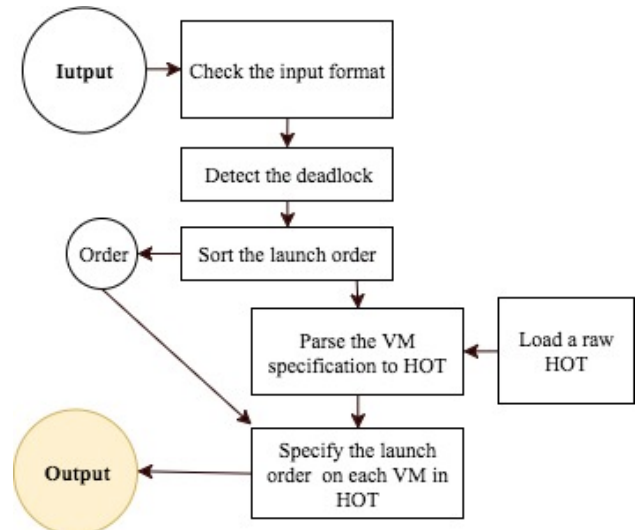 Iutput
Check the input format
Detect the deadlock
Order
Sort the launch order
Parse the VM
specification to HOT
Load a raw
HOT
Output
Specify the launch
order on each VM in
HOT